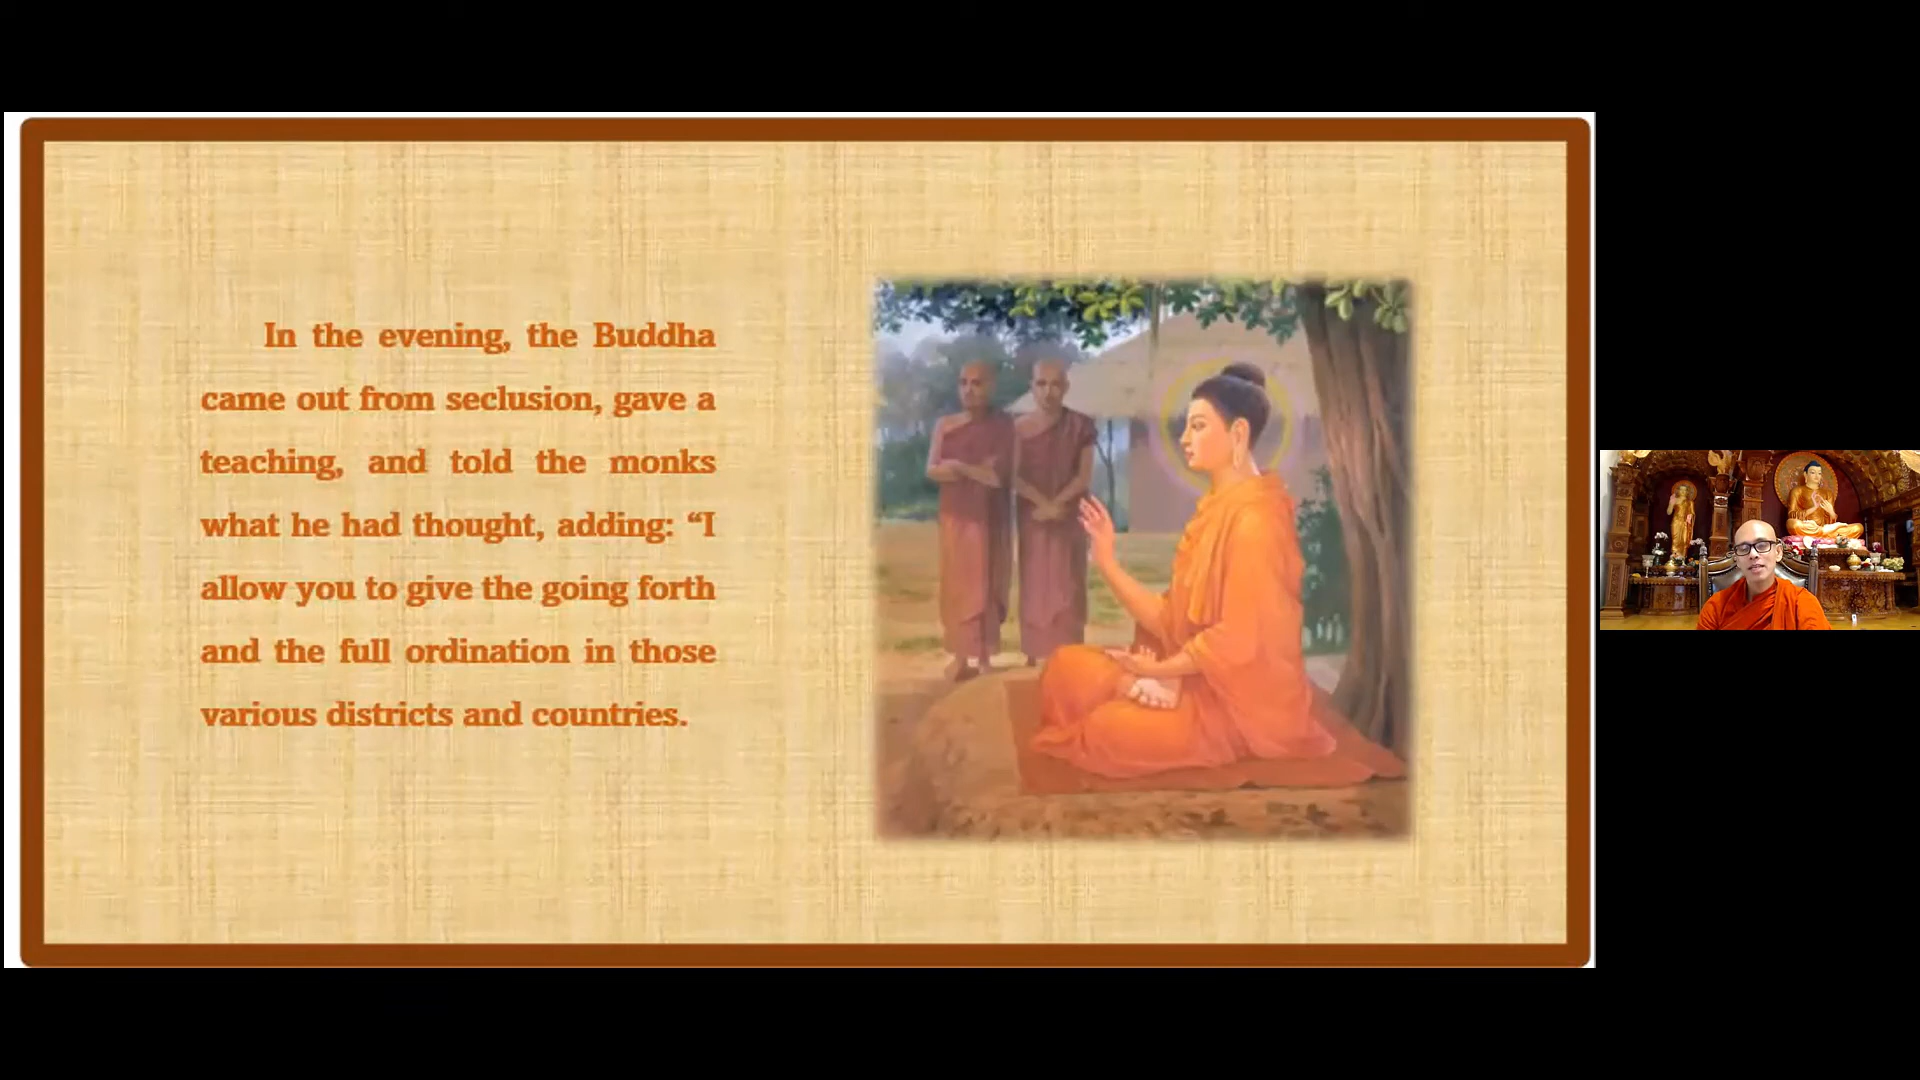 In the evening, the Buddha
came out from seclusion, gave a
teaching, and told the monks
what he had thought, adding: “I
allow you to give the going forth
and the full ordination in those
various districts and countries.